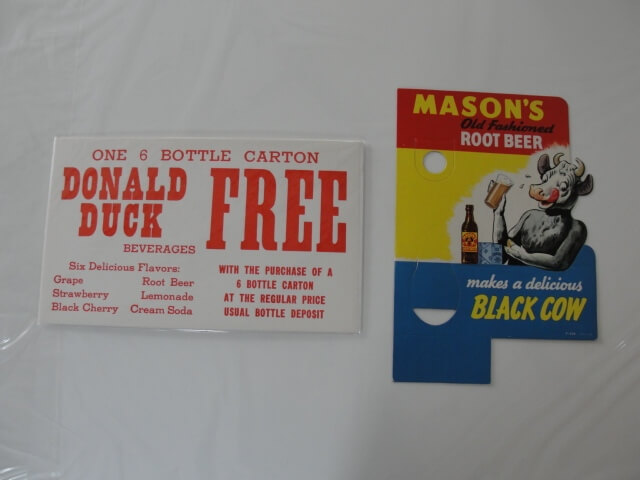 ONE 6 BOTTLE CARTON
DONALD DUCK
BEVERAGES
FREE
Six Delicious Flavors:
Grape Root Beer
Strawberry Lemonade
Black Cherry Cream Soda
WITH THE PURCHASE OF A
6 BOTTLE CARTON
AT THE REGULAR PRICE
USUAL BOTTLE DEPOSIT
MASON'S
Old Fashioned
ROOT BEER
makes a delicious
BLACK COW